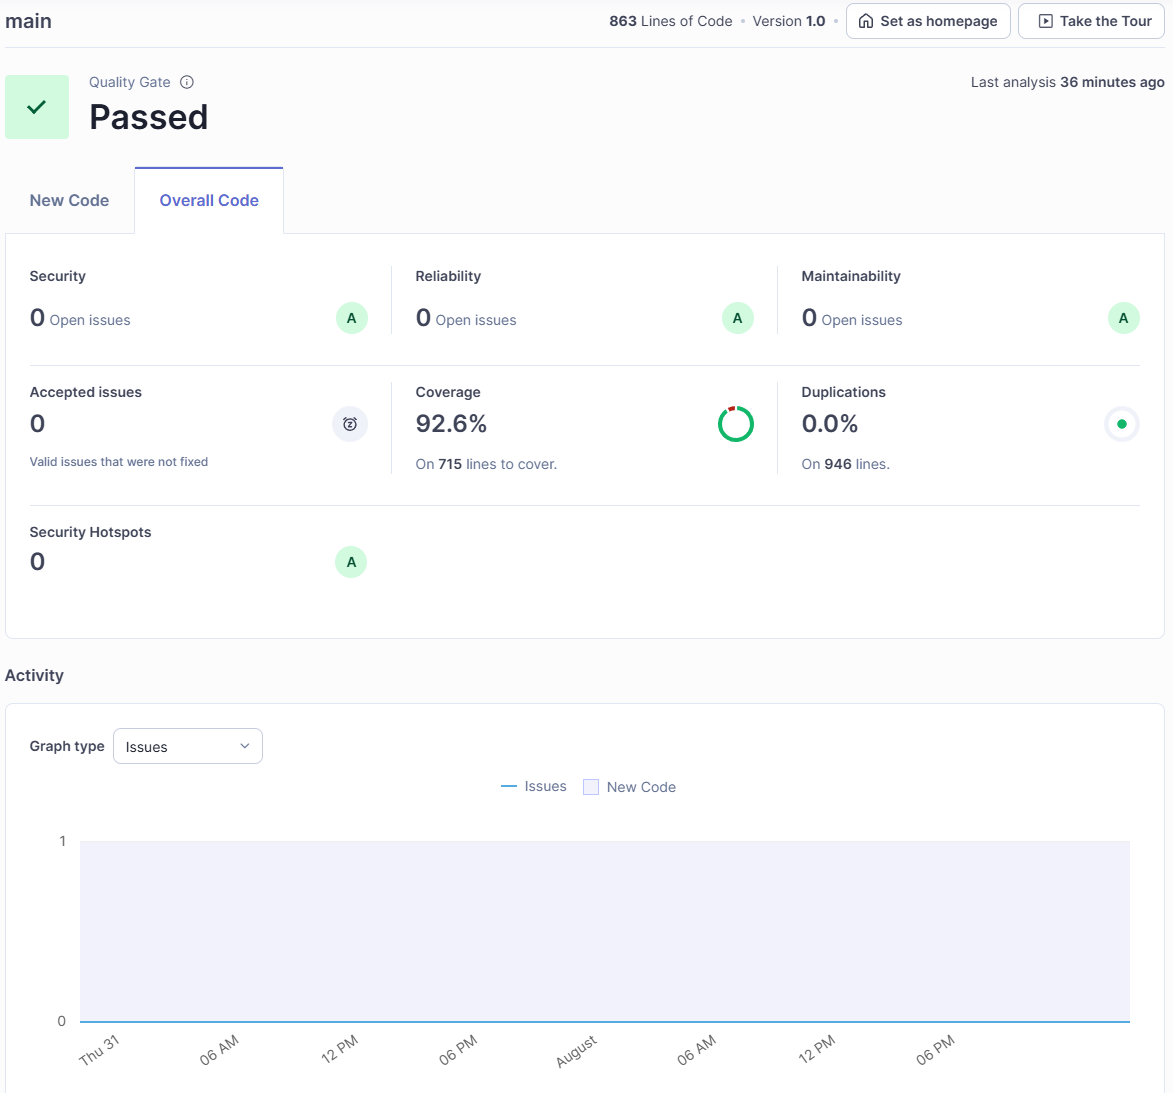 main
863 Lines of Code • Version 1.0 • Set as homepage Take the Tour
Quality Gate
Last analysis 36 minutes ago
Passed
New Code Overall Code
Security Reliability Maintainability
0 Open issues A 0 Open issues A 0 Open issues A
Accepted issues Coverage Duplications
0 92.6% 0.0%
Valid issues that were not fixed On 715 lines to cover. On 946 lines.
Security Hotspots
0 A
Activity
Graph type Issues
Issues New Code
1
0
Thu 31 06 AM 12 PM 06 PM August 06 AM 12 PM 06 PM